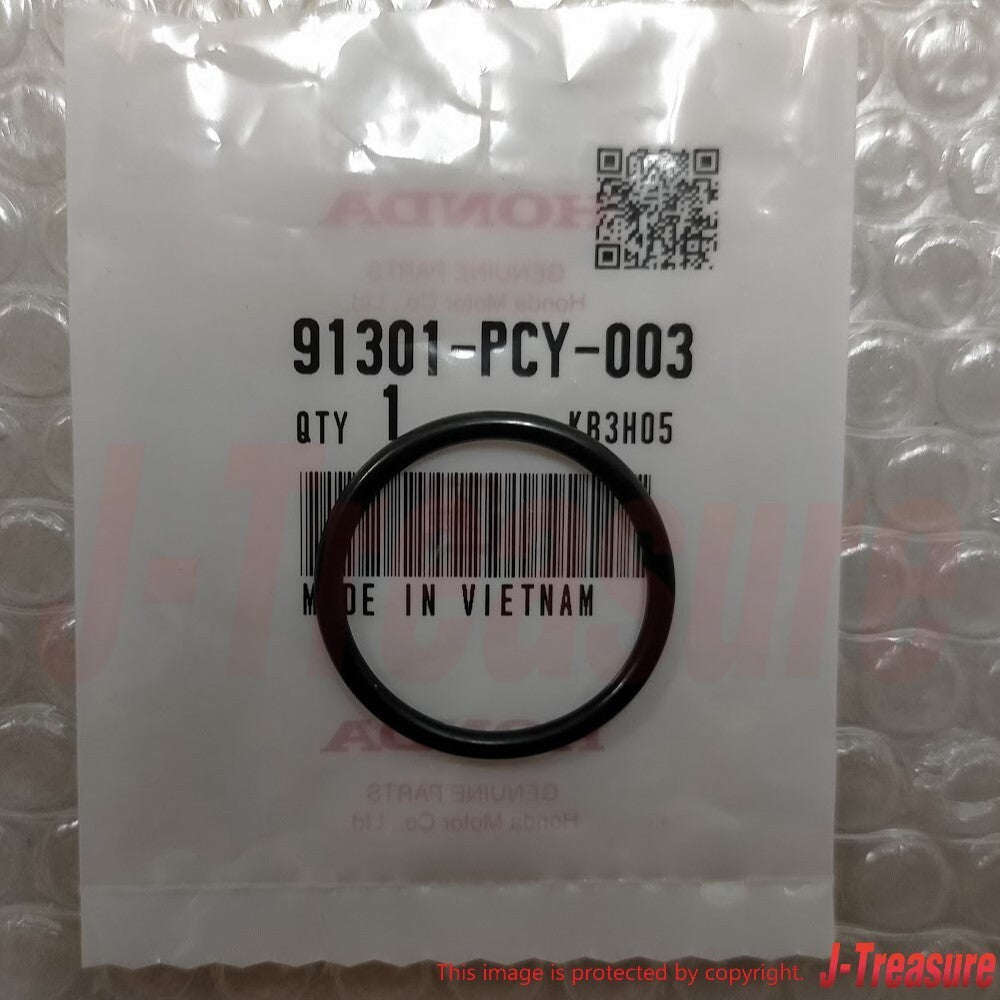 HONDA
GENUINE PARTS
Honda Motor Co., Ltd.
91301-PCY-003
QTY 1 KB3H05
MADE IN VIETNAM
J-Treasure
HONDA
GENUINE PARTS
Honda Motor Co., Ltd.
This image is protected by copyright. J-Treasure